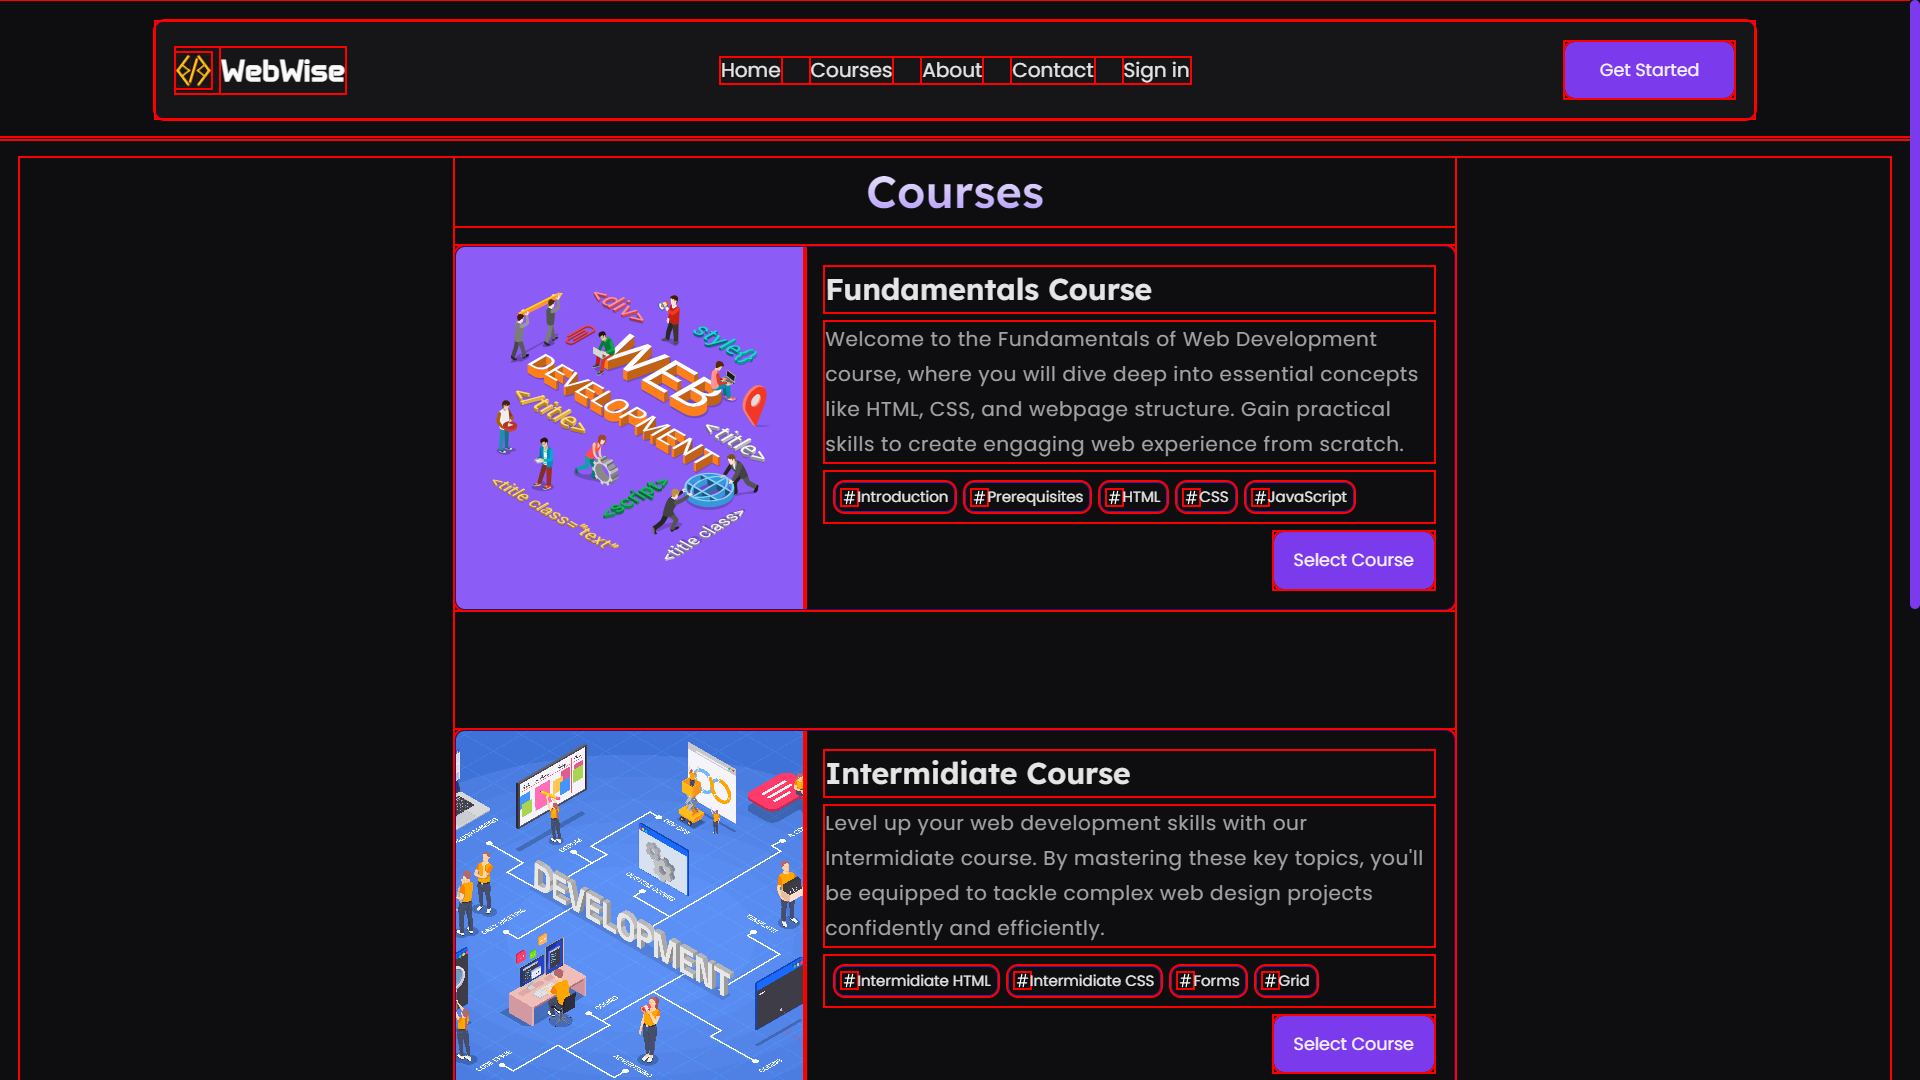 WebWise
Home Courses About Contact Sign in
Get Started
Courses
<div>
style{}
WEB
DEVELOPMENT
</title>
<title>
<script>
<title class="text"
<title class>
Fundamentals Course
Welcome to the Fundamentals of Web Development
course, where you will dive deep into essential concepts
like HTML, CSS, and webpage structure. Gain practical
skills to create engaging web experience from scratch.
#Introduction #Prerequisites #HTML #CSS #JavaScript
Select Course
DEVELOPMENT
Intermidiate Course
Level up your web development skills with our
Intermidiate course. By mastering these key topics, you'll
be equipped to tackle complex web design projects
confidently and efficiently.
#Intermidiate HTML #Intermidiate CSS #Forms #Grid
Select Course